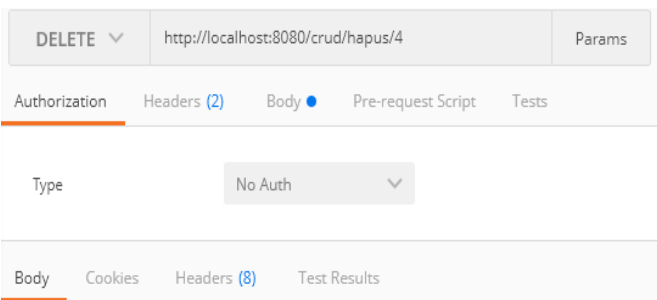 DELETE http://localhost:8080/crud/hapus/4 Params
Authorization Headers (2) Body Pre-request Script Tests
Type No Auth
Body Cookies Headers (8) Test Results